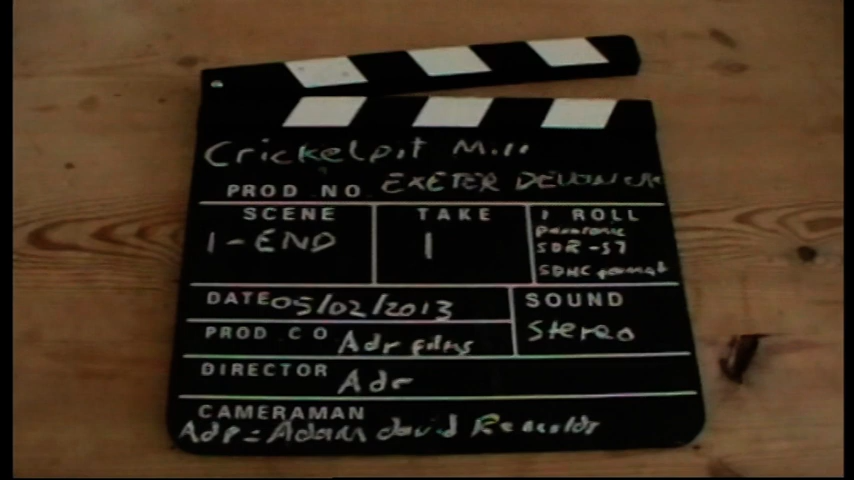 Crickelpit Mill
PROD NO EXETER DEVON UK
SCENE TAKE 1 ROLL
1-END 1 panasonic
SDR-S7
SDHC format
DATE 05/02/2013 SOUND
PROD CO Adr films Stereo
DIRECTOR Adr
CAMERAMAN
Adr = Adam david